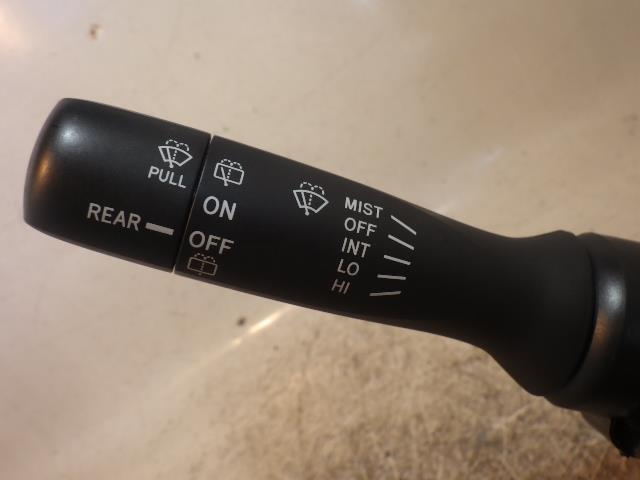 PULL
REAR
ON
OFF
MIST
OFF
INT
LO
HI